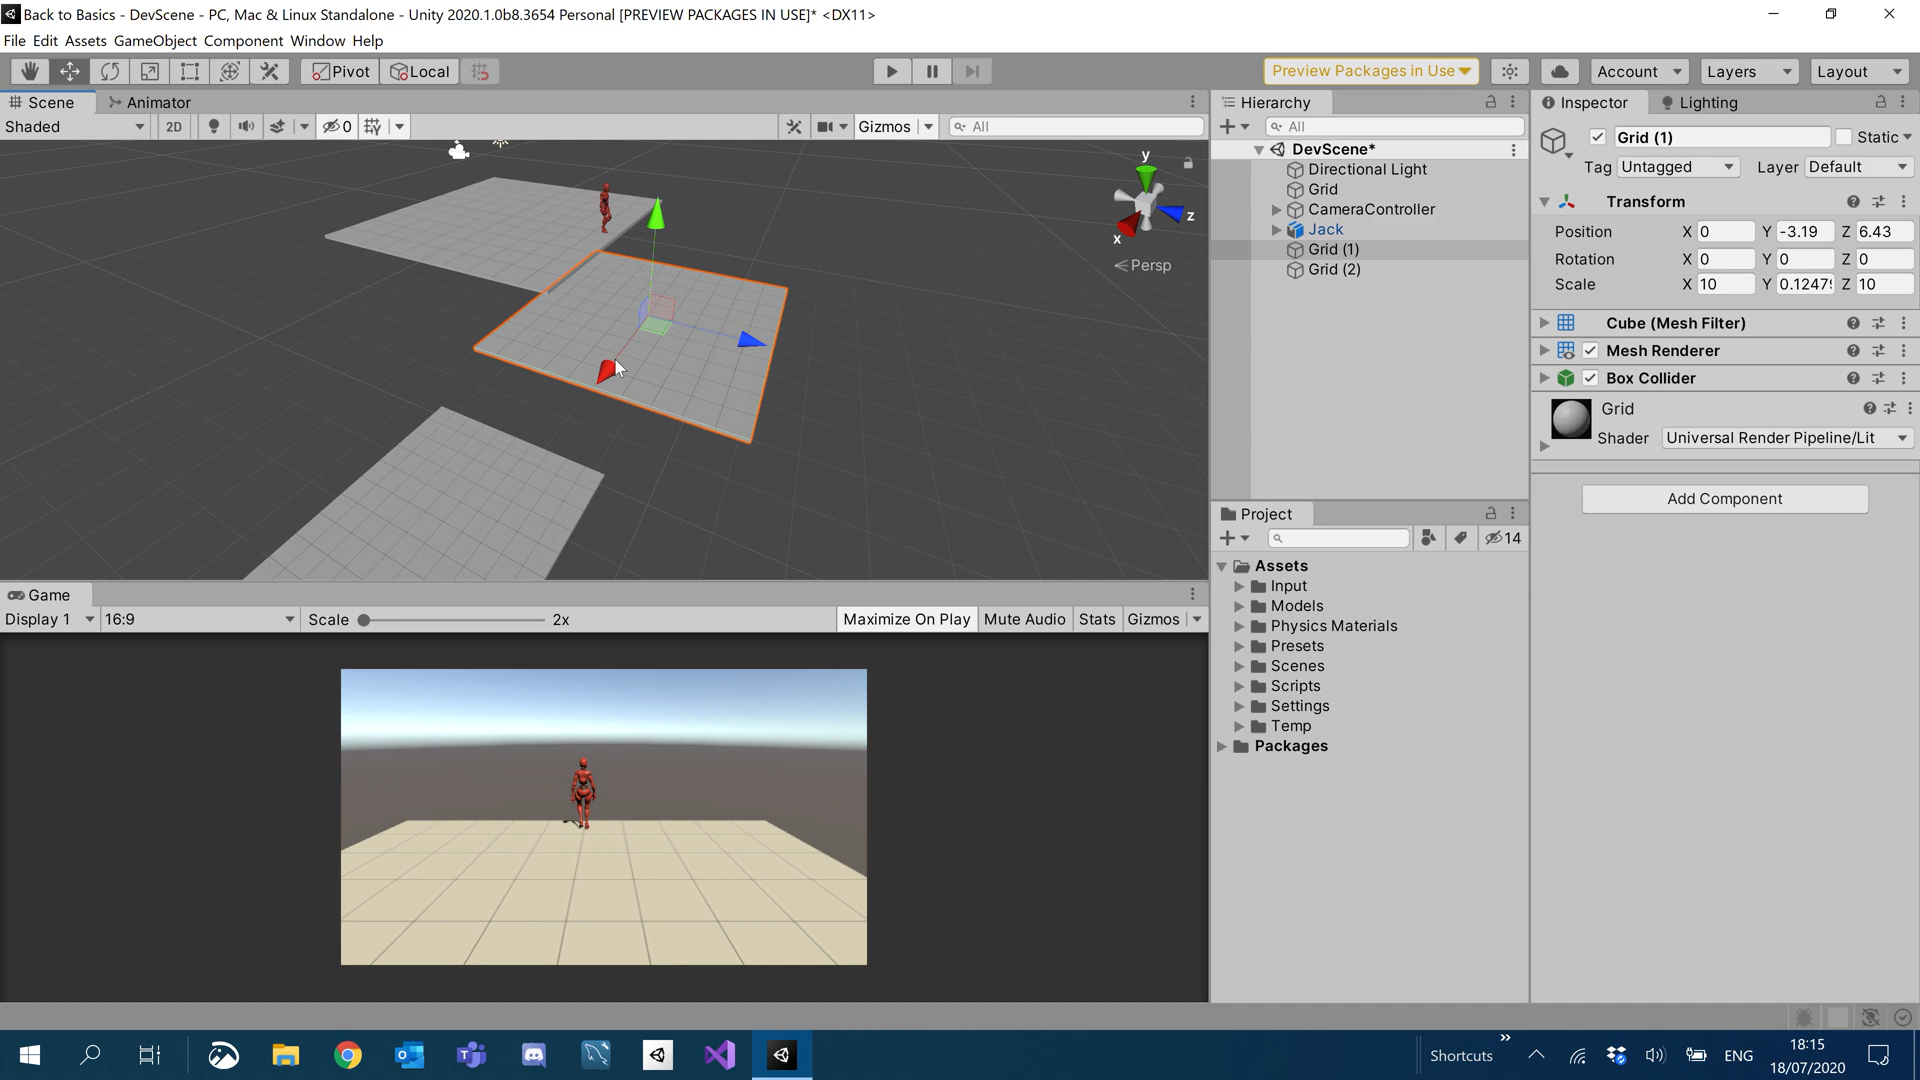 Back to Basics - DevScene - PC, Mac & Linux Standalone - Unity 2020.1.0b8.3654 Personal [PREVIEW PACKAGES IN USE]* <DX11>
File Edit Assets GameObject Component Window Help
Pivot Local Preview Packages in Use Account Layers Layout
Scene Animator
Shaded 2D 0 Gizmos All
y
z
x
Persp
Hierarchy
All
DevScene*
Directional Light
Grid
CameraController
Jack
Grid (1)
Grid (2)
Project
14
Assets
Input
Models
Physics Materials
Presets
Scenes
Scripts
Settings
Temp
Packages
Inspector Lighting
Grid (1) Static
Tag Untagged Layer Default
Transform
Position X 0 Y -3.19 Z 6.43
Rotation X 0 Y 0 Z 0
Scale X 10 Y 0.1247 Z 10
Cube (Mesh Filter)
Mesh Renderer
Box Collider
Grid
Shader Universal Render Pipeline/Lit
Add Component
Game
Display 1 16:9 Scale 2x Maximize On Play Mute Audio Stats Gizmos
Shortcuts ENG 18:15
18/07/2020